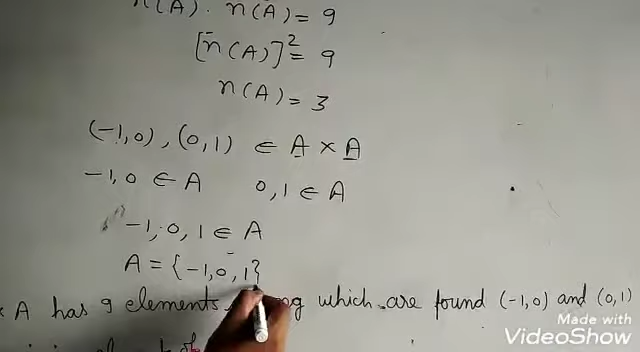 n(A) . n(A) = 9
[n(A)]² = 9
n(A) = 3
(-1,0), (0,1) ∈ A × A
-1,0 ∈ A 0,1 ∈ A
-1,0,1 ∈ A
A = {-1,0,1}
× A has 9 elements which are found (-1,0) and (0,1)
Made with
VideoShow